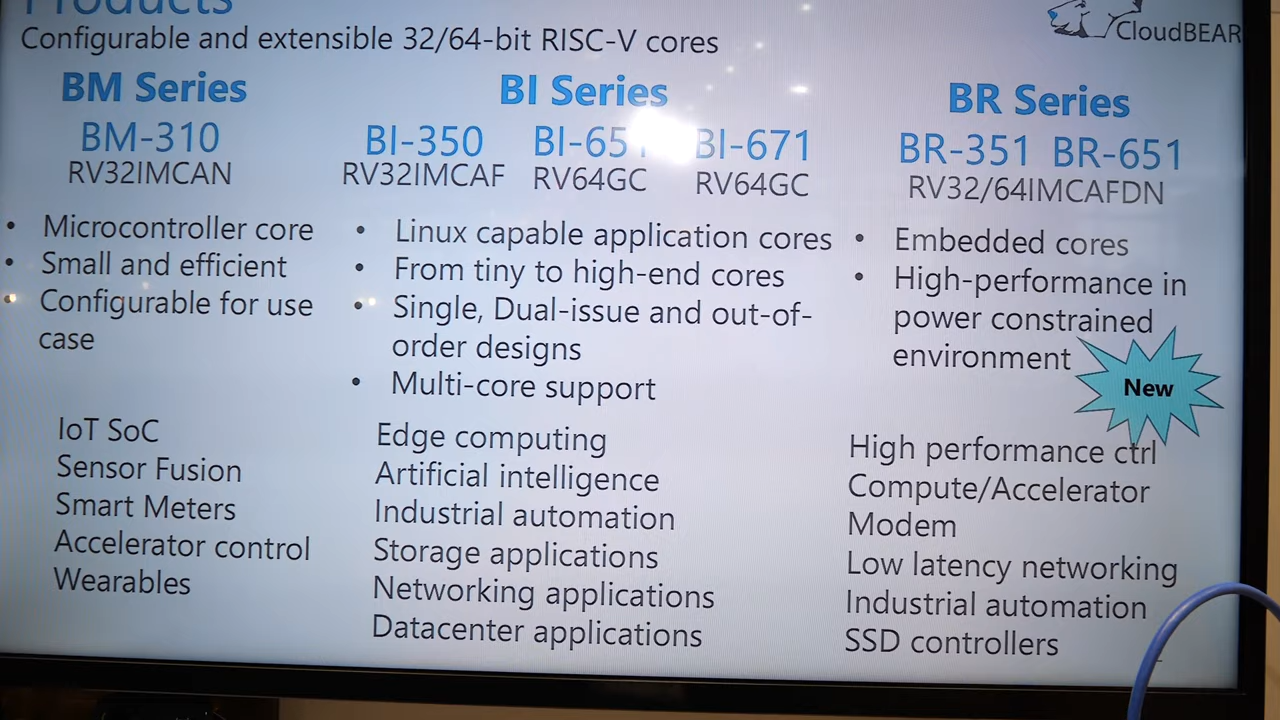 Products
Configurable and extensible 32/64-bit RISC-V cores
CloudBEAR
BM Series
BM-310
RV32IMCAN
• Microcontroller core
• Small and efficient
• Configurable for use
case
IoT SoC
Sensor Fusion
Smart Meters
Accelerator control
Wearables
BI Series
BI-350 BI-651 BI-671
RV32IMCAF RV64GC RV64GC
• Linux capable application cores
• From tiny to high-end cores
• Single, Dual-issue and out-of-
order designs
• Multi-core support
Edge computing
Artificial intelligence
Industrial automation
Storage applications
Networking applications
Datacenter applications
BR Series
BR-351 BR-651
RV32/64IMCAFDN
• Embedded cores
• High-performance in
power constrained
environment
New
High performance ctrl
Compute/Accelerator
Modem
Low latency networking
Industrial automation
SSD controllers